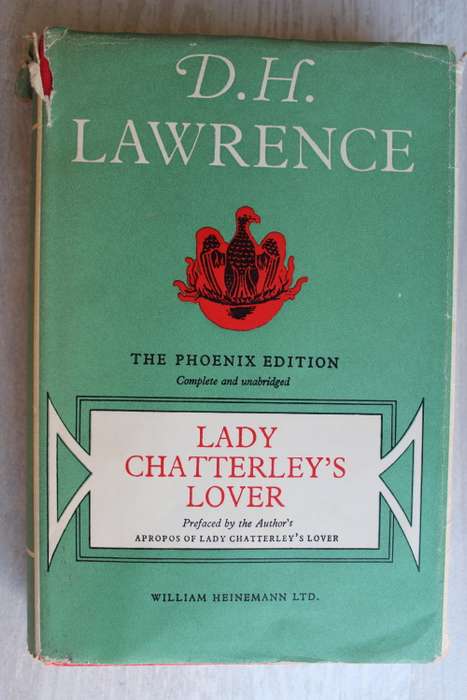 D.H.
LAWRENCE
THE PHOENIX EDITION
Complete and unabridged
LADY
CHATTERLEY'S
LOVER
Prefaced by the Author's
APROPOS OF LADY CHATTERLEY'S LOVER
WILLIAM HEINEMANN LTD.